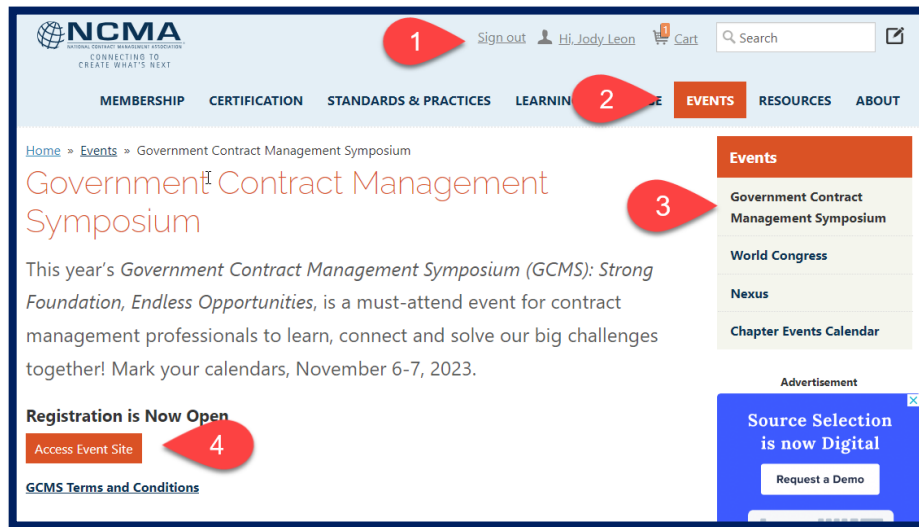 NCMA
NATIONAL CONTRACT MANAGEMENT ASSOCIATION
CONNECTING TO
CREATE WHAT'S NEXT
1
Sign out Hi, Jody Leon 1 Cart Search
MEMBERSHIP CERTIFICATION STANDARDS & PRACTICES LEARNING 2 EVENTS RESOURCES ABOUT
Home » Events » Government Contract Management Symposium
Government Contract Management
Symposium
This year's Government Contract Management Symposium (GCMS): Strong
Foundation, Endless Opportunities, is a must-attend event for contract
management professionals to learn, connect and solve our big challenges
together! Mark your calendars, November 6-7, 2023.
Registration is Now Open
Access Event Site 4
GCMS Terms and Conditions
Events
3
Government Contract
Management Symposium
World Congress
Nexus
Chapter Events Calendar
Advertisement
Source Selection
is now Digital
Request a Demo